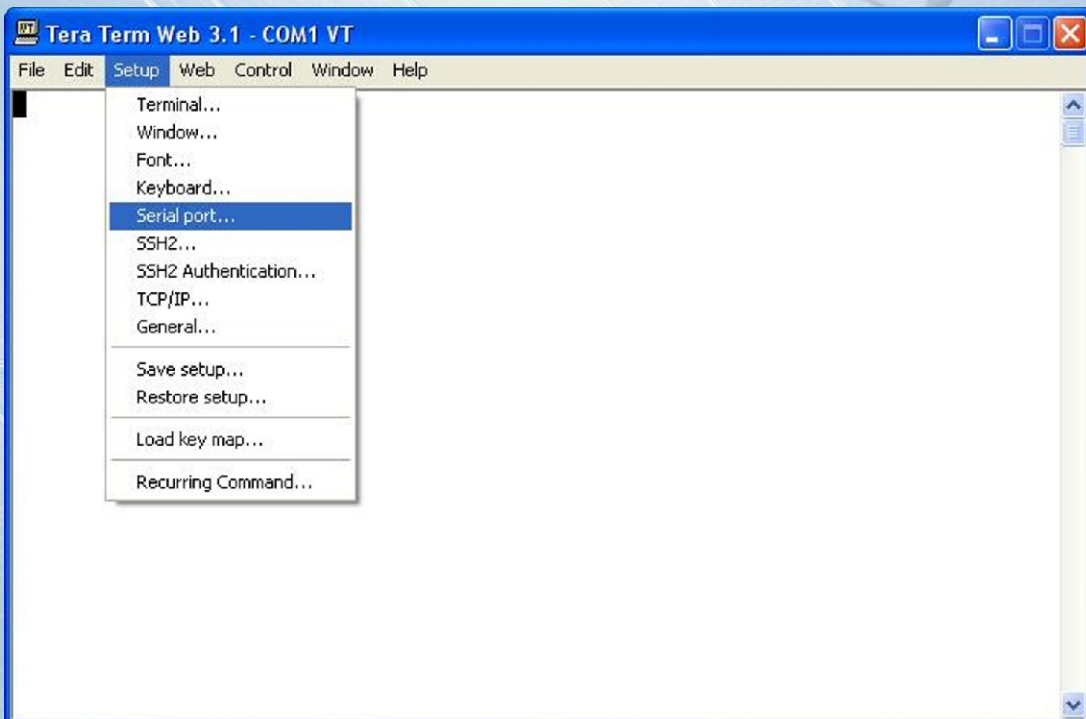 Tera Term Web 3.1 - COM1 VT
File Edit Setup Web Control Window Help
Terminal...
Window...
Font...
Keyboard...
Serial port...
SSH2...
SSH2 Authentication...
TCP/IP...
General...
Save setup...
Restore setup...
Load key map...
Recurring Command...